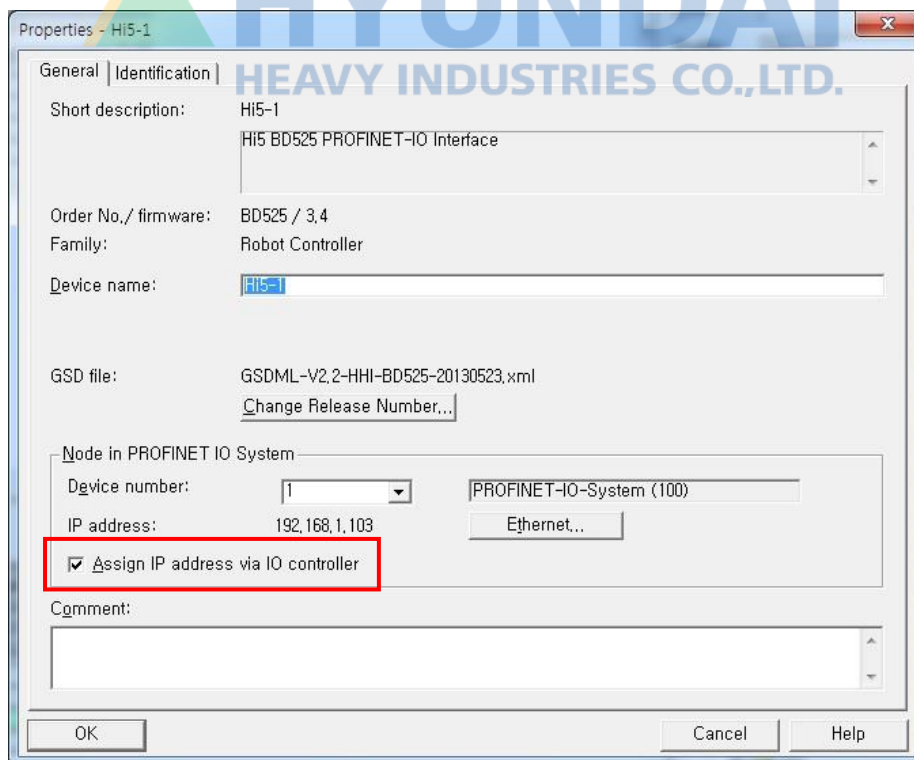 HYUNDAI
Properties - Hi5-1
General Identification
HEAVY INDUSTRIES CO.,LTD.
Short description: Hi5-1
Hi5 BD525 PROFINET-IO Interface
Order No./ firmware: BD525 / 3.4
Family: Robot Controller
Device name: Hi5-1
GSD file: GSDML-V2.2-HHI-BD525-20130523.xml
Change Release Number...
Node in PROFINET IO System
Device number: 1 PROFINET-IO-System (100)
IP address: 192.168.1.103 Ethernet...
Assign IP address via IO controller
Comment:
OK Cancel Help